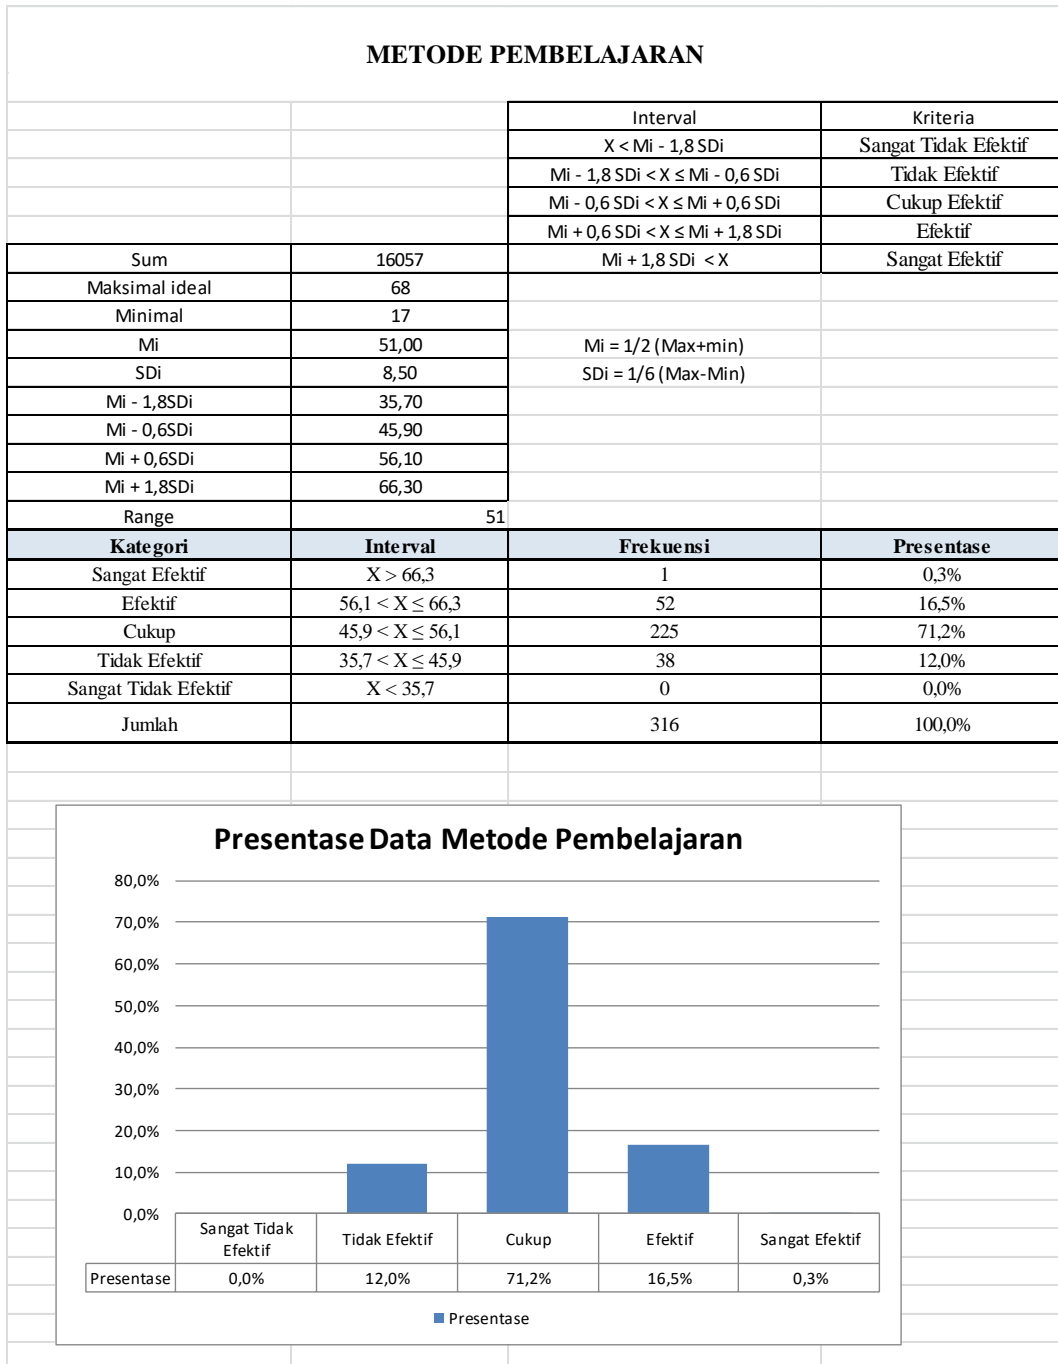 METODE PEMBELAJARAN
Interval Kriteria
X < Mi - 1,8 SDi Sangat Tidak Efektif
Mi - 1,8 SDi < X ≤ Mi - 0,6 SDi Tidak Efektif
Mi - 0,6 SDi < X ≤ Mi + 0,6 SDi Cukup Efektif
Mi + 0,6 SDi < X ≤ Mi + 1,8 SDi Efektif
Sum 16057 Mi + 1,8 SDi < X Sangat Efektif
Maksimal ideal 68
Minimal 17
Mi 51,00 Mi = 1/2 (Max+min)
SDi 8,50 SDi = 1/6 (Max-Min)
Mi - 1,8SDi 35,70
Mi - 0,6SDi 45,90
Mi + 0,6SDi 56,10
Mi + 1,8SDi 66,30
Range 51
Kategori Interval Frekuensi Presentase
Sangat Efektif X > 66,3 1 0,3%
Efektif 56,1 < X ≤ 66,3 52 16,5%
Cukup 45,9 < X ≤ 56,1 225 71,2%
Tidak Efektif 35,7 < X ≤ 45,9 38 12,0%
Sangat Tidak Efektif X < 35,7 0 0,0%
Jumlah 316 100,0%
Presentase Data Metode Pembelajaran
80,0%
70,0%
60,0%
50,0%
40,0%
30,0%
20,0%
10,0%
0,0%
Sangat Tidak Efektif Tidak Efektif Cukup Efektif Sangat Efektif
Presentase 0,0% 12,0% 71,2% 16,5% 0,3%
Presentase